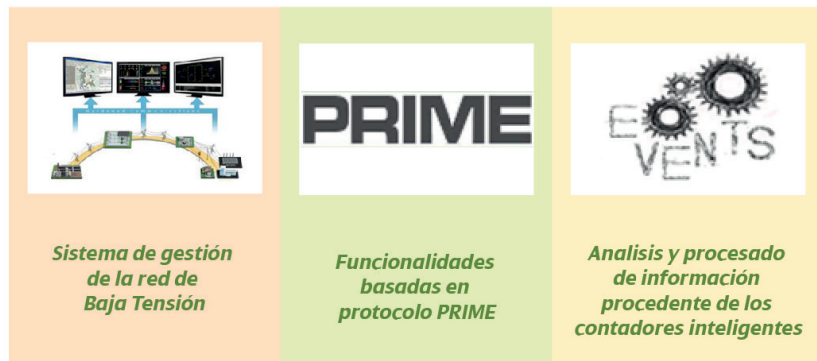 PRIME
E
VENTS
Sistema de gestión
de la red de
Baja Tensión
Funcionalidades
basadas en
protocolo PRIME
Analisis y procesado
de información
procedente de los
contadores inteligentes